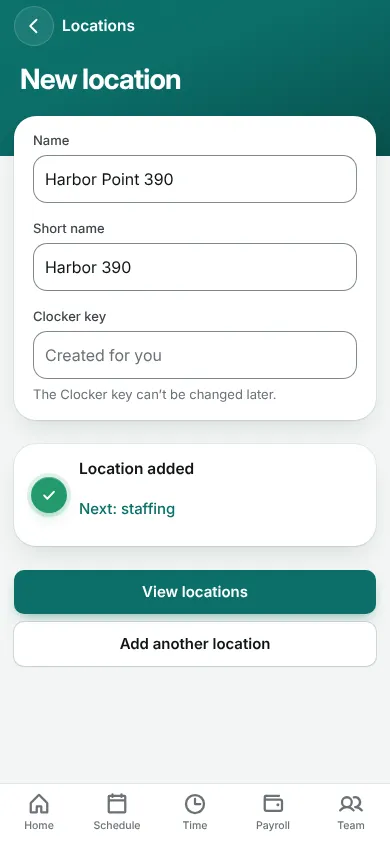 Locations
New location
Name
Harbor Point 390
Short name
Harbor 390
Clocker key
Created for you
The Clocker key can’t be changed later.
Location added
Next: staffing
View locations
Add another location
Home
Schedule
Time
Payroll
Team